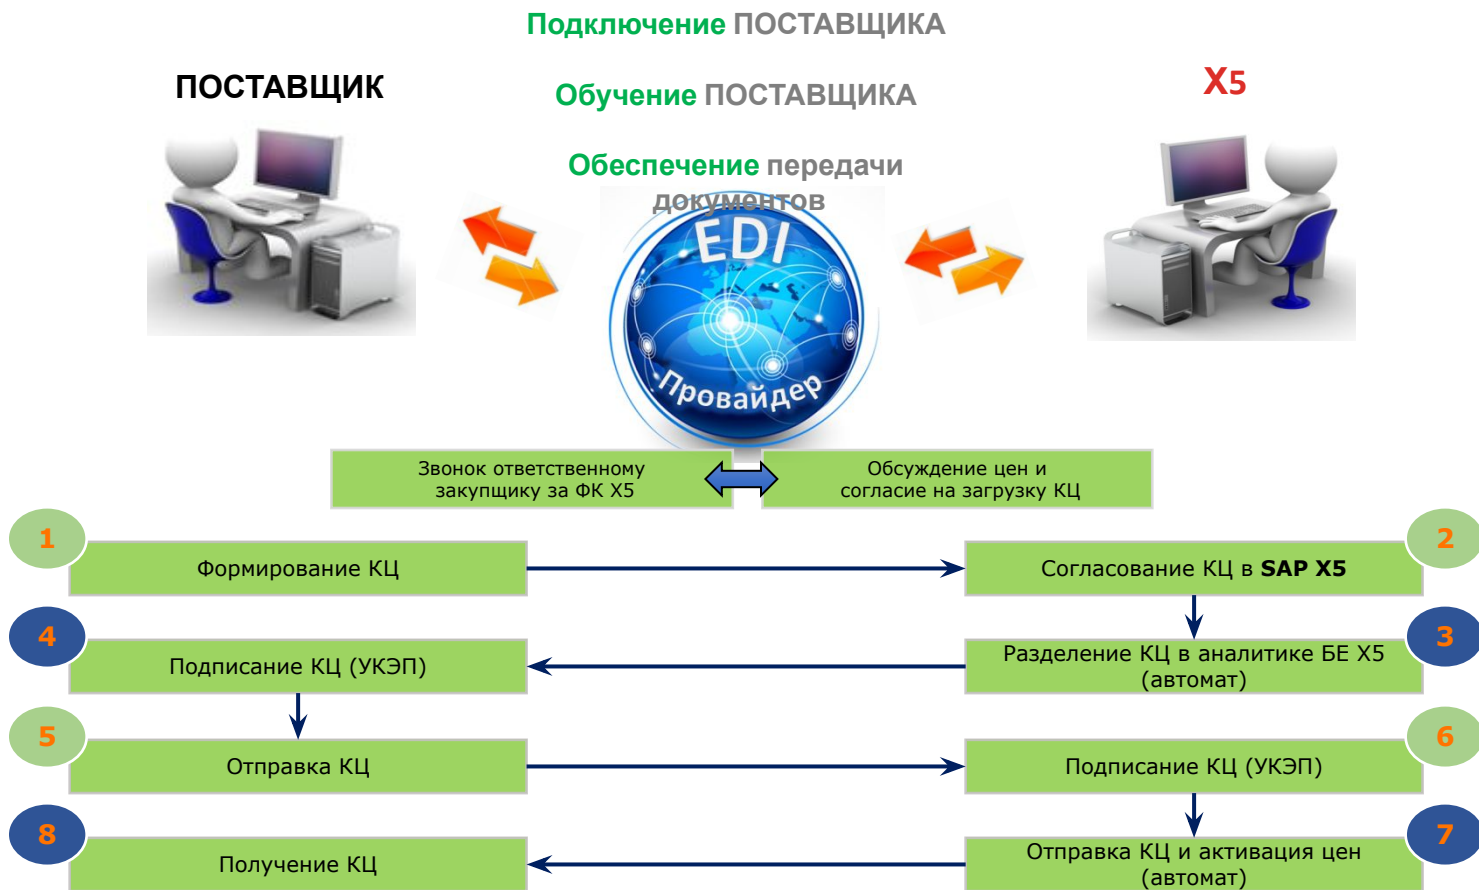 Подключение ПОСТАВЩИКА
ПОСТАВЩИК
Обучение ПОСТАВЩИКА
X5
Обеспечение передачи
документов
EDI
Провайдер
Звонок ответственному
закупщику за ФК X5
Обсуждение цен и
согласие на загрузку КЦ
1
Формирование КЦ
2
Согласование КЦ в SAP X5
4
Подписание КЦ (УКЭП)
3
Разделение КЦ в аналитике БЕ X5
(автомат)
5
Отправка КЦ
6
Подписание КЦ (УКЭП)
8
Получение КЦ
7
Отправка КЦ и активация цен
(автомат)